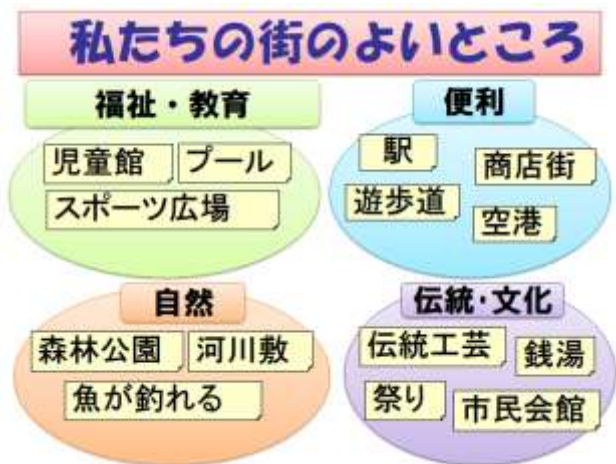 私たちの街のよいところ
福祉・教育
児童館
プール
スポーツ広場
便利
駅
商店街
遊歩道
空港
自然
森林公園
河川敷
魚が釣れる
伝統・文化
伝統工芸
銭湯
祭り
市民会館